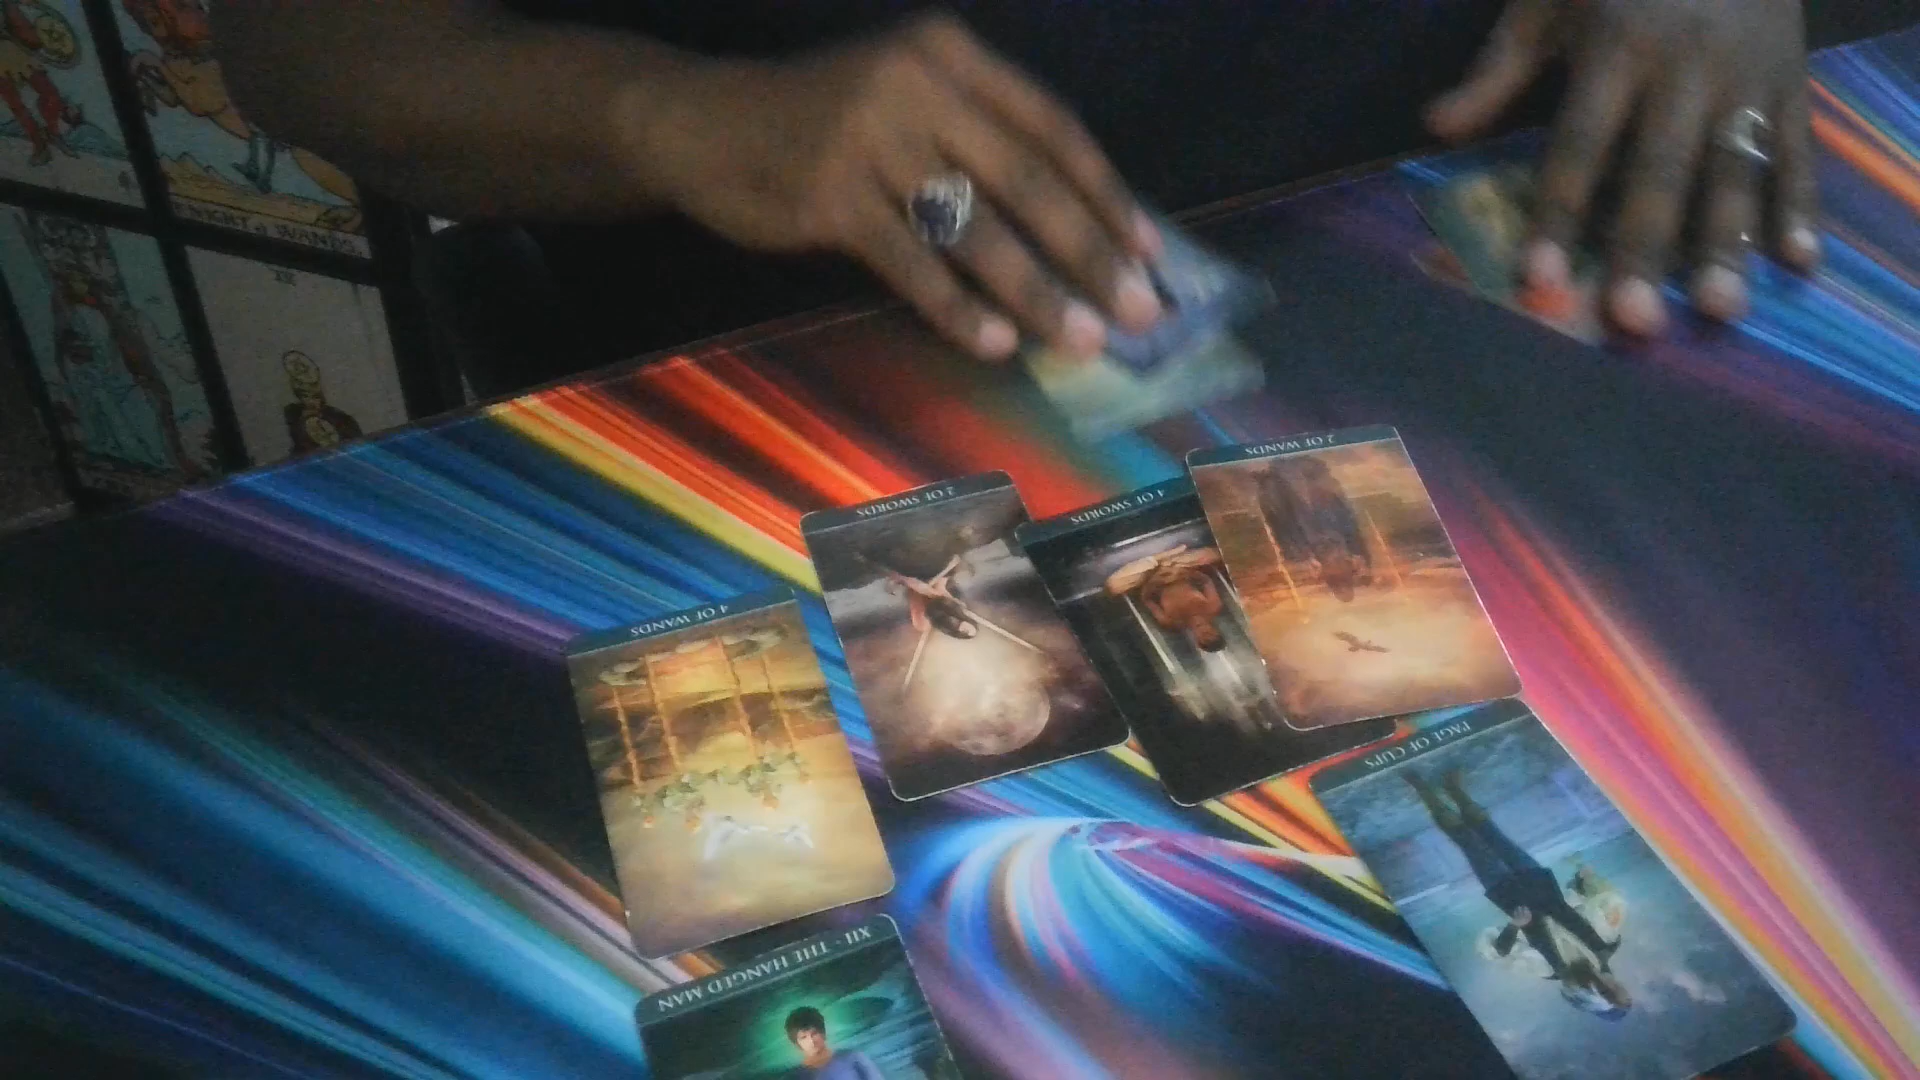 KNIGHT of WANDS.
2 OF WANDS
2 OF SWORDS
4 OF SWORDS
4 OF WANDS
PAGE OF CUPS
XII · THE HANGED MAN